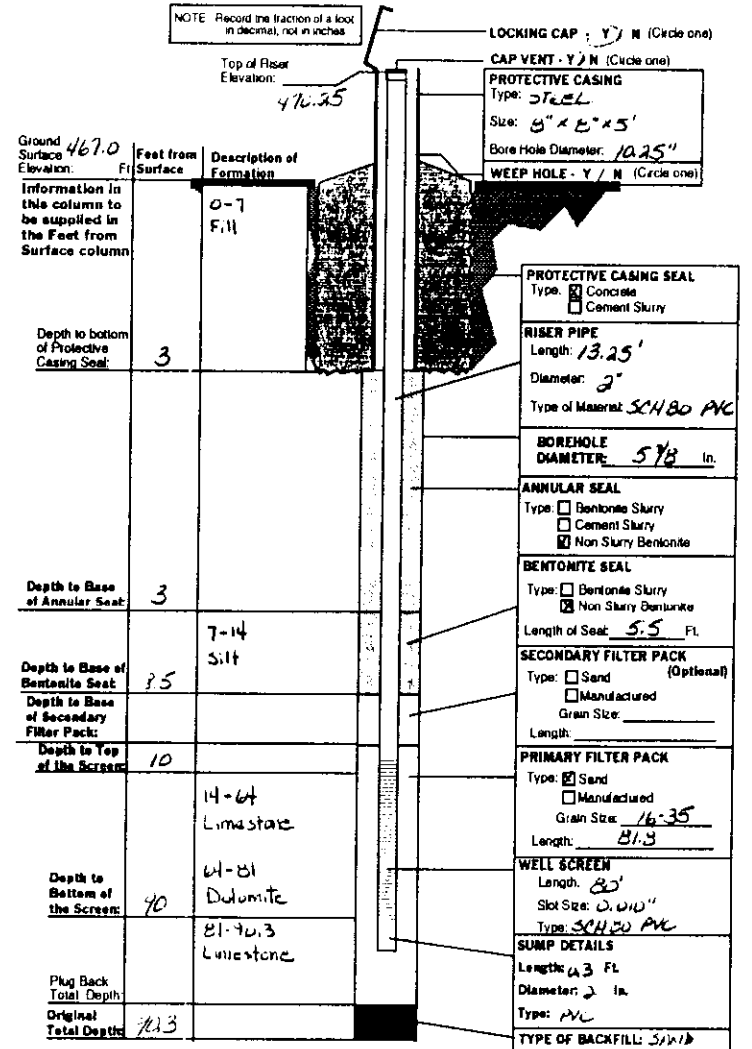 NOTE Record the fraction of a foot
in decimal, not in inches
LOCKING CAP - Y / N (Circle one)
CAP VENT - Y / N (Circle one)
Top of Riser
Elevation:
470.25
PROTECTIVE CASING
Type: STEEL
Size: 8" x 8" x 5'
Bore Hole Diameter: 10.25"
WEEP HOLE - Y / N (Circle one)
Ground
Surface 467.0
Elevation: Ft
Feet from
Surface
Description of
Formation
Information in
this column to
be supplied in
the Feet from
Surface column
0-7
Fill
PROTECTIVE CASING SEAL
Type. ☒ Concrete
☐ Cement Slurry
Depth to bottom
of Protective
Casing Seal: 3
RISER PIPE
Length: 13.25'
Diameter: 2"
Type of Material: SCH 80 PVC
BOREHOLE
DIAMETER: 5 7/8 In.
ANNULAR SEAL
Type: ☐ Bentonite Slurry
☐ Cement Slurry
☒ Non Slurry Bentonite
Depth to Base
of Annular Seal: 3
BENTONITE SEAL
Type: ☐ Bentonite Slurry
☒ Non Slurry Bentonite
Length of Seal: 5.5 Ft.
7-14
Silt
Depth to Base of
Bentonite Seal: 8.5
SECONDARY FILTER PACK
(Optional)
Type: ☐ Sand
☐ Manufactured
Grain Size:
Length:
Depth to Base
of Secondary
Filter Pack:
Depth to Top
of the Screen: 10
PRIMARY FILTER PACK
Type: ☒ Sand
☐ Manufactured
Grain Size: 16-35
Length: 81.8
14-64
Limestone
64-81
Dolomite
Depth to
Bottom of
the Screen: 90
WELL SCREEN
Length. 80'
Slot Size: 0.010"
Type: SCH 80 PVC
81-90.3
Limestone
SUMP DETAILS
Length: 0.3 Ft.
Diameter: 2 In.
Type: PVC
Plug Back
Total Depth:
Original
Total Depth: 90.3
TYPE OF BACKFILL: SAND